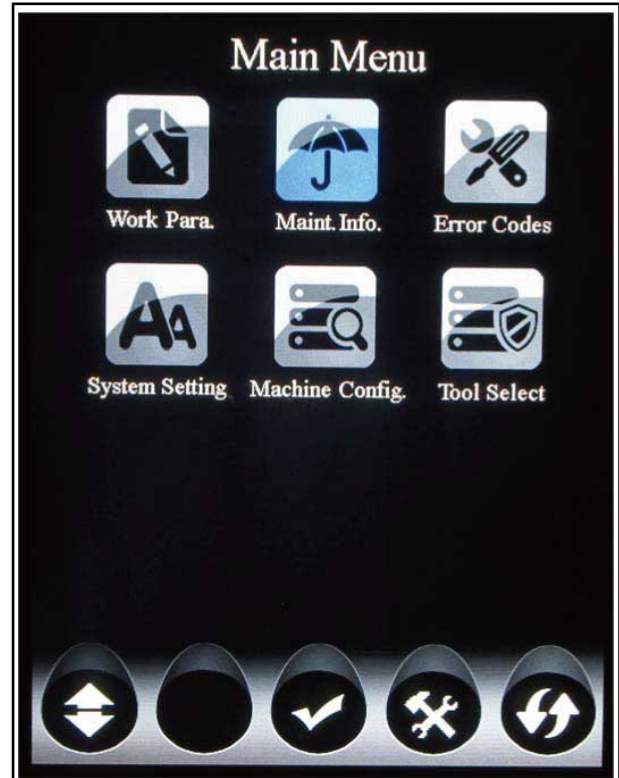 Main Menu
Work Para.
Maint. Info.
Error Codes
System Setting
Machine Config.
Tool Select